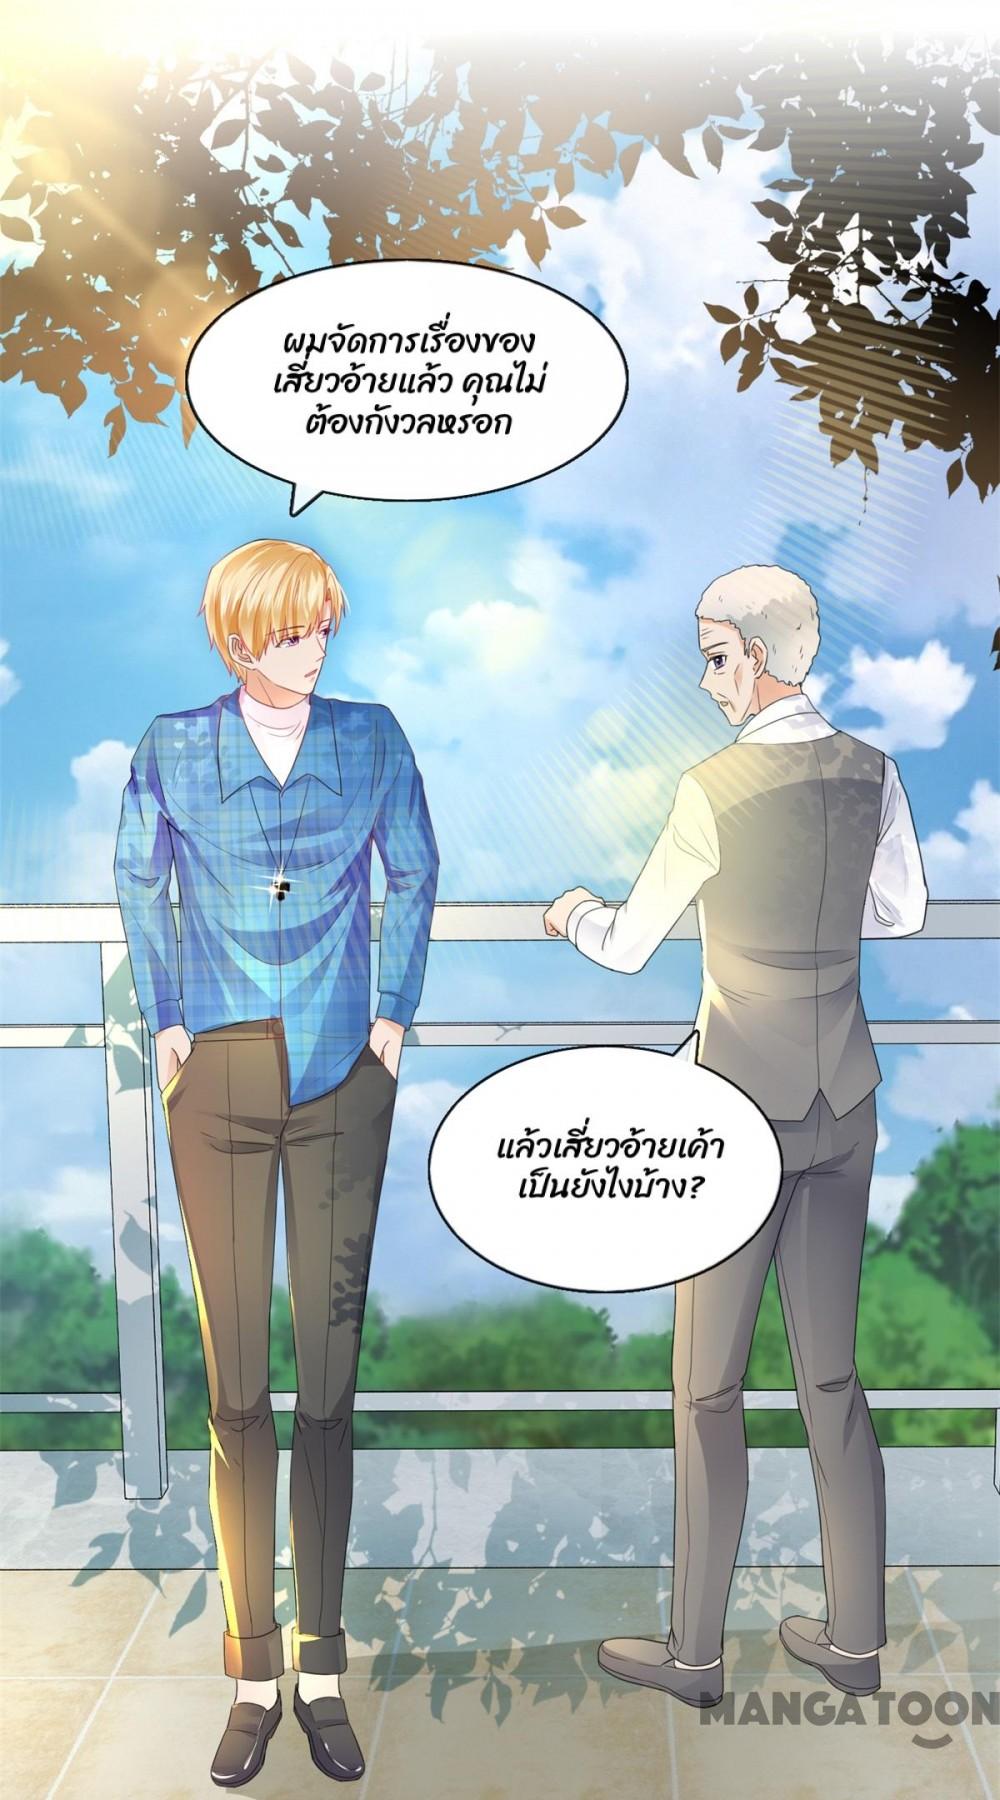 ผมจัดการเรื่องของ
เสี่ยวอ้ายแล้ว คุณไม่
ต้องกังวลหรอก
แล้วเสี่ยวอ้ายเค้า
เป็นยังไงบ้าง?
MANGATOON